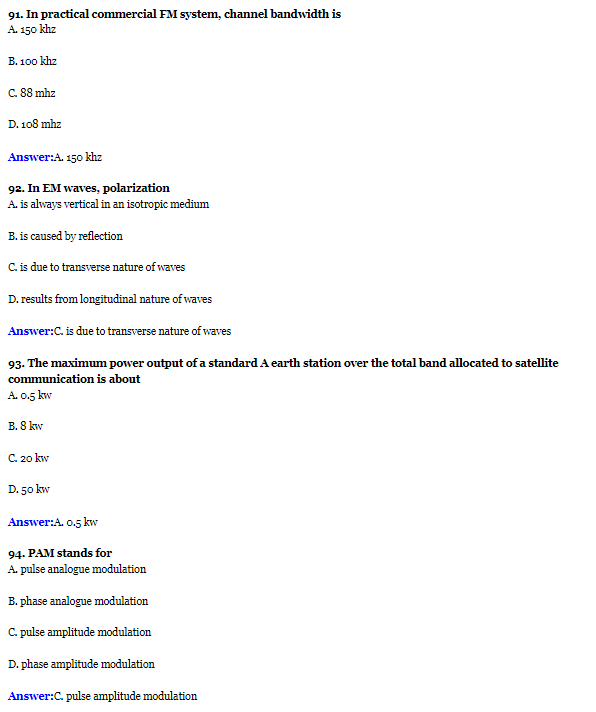 91. In practical commercial FM system, channel bandwidth is
A. 150 khz
B. 100 khz
C. 88 mhz
D. 108 mhz
Answer:A. 150 khz
92. In EM waves, polarization
A. is always vertical in an isotropic medium
B. is caused by reflection
C. is due to transverse nature of waves
D. results from longitudinal nature of waves
Answer:C. is due to transverse nature of waves
93. The maximum power output of a standard A earth station over the total band allocated to satellite
communication is about
A. 0.5 kw
B. 8 kw
C. 20 kw
D. 50 kw
Answer:A. 0.5 kw
94. PAM stands for
A. pulse analogue modulation
B. phase analogue modulation
C. pulse amplitude modulation
D. phase amplitude modulation
Answer:C. pulse amplitude modulation